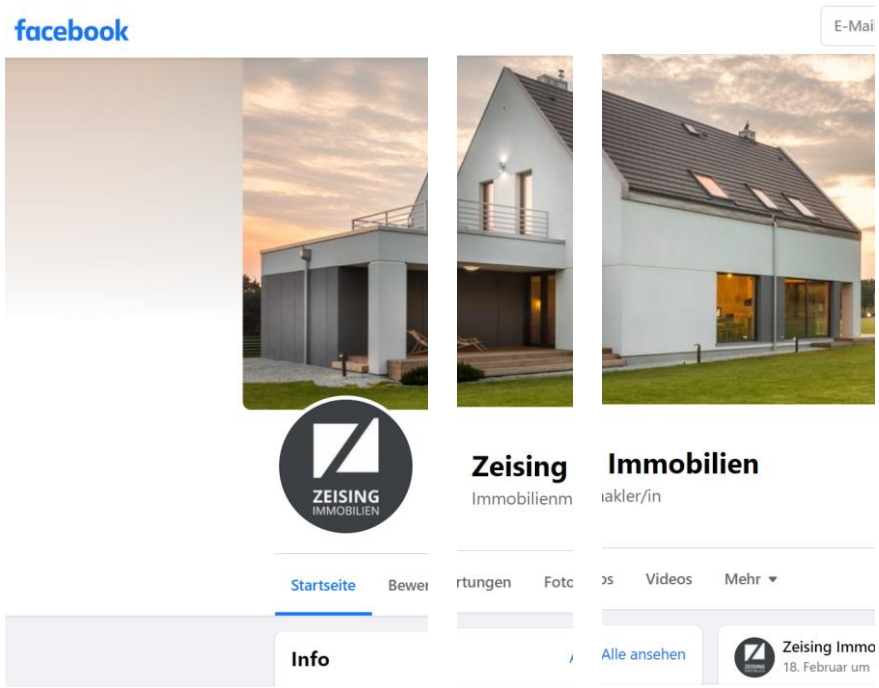 facebook
E-Mail
ZEISING
IMMOBILIEN
Zeising Immobilien
Immobilienm akler/in
Startseite Bewer rtungen Foto os Videos Mehr
Info Alle ansehen
Zeising Immo
18. Februar um